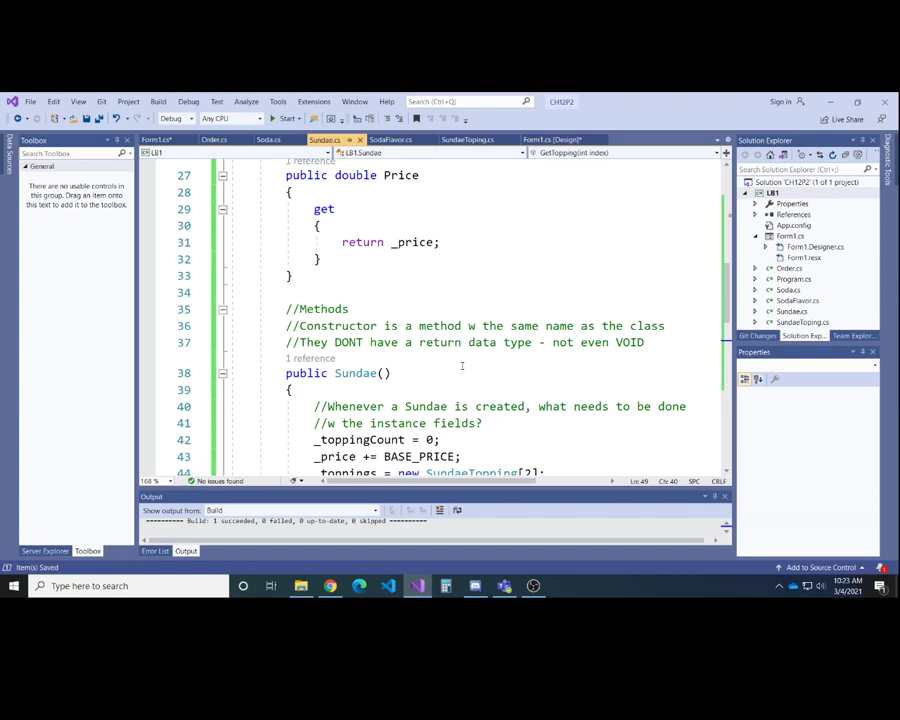 File Edit View Git Project Build Debug Test Analyze Tools Extensions Window Help Search (Ctrl+Q) CH12P2 Sign in
Debug Any CPU Start Live Share
Toolbox
Form1.cs* Order.cs Soda.cs Sundae.cs SodaFlavor.cs SundaeToping.cs Form1.cs [Design]*
LB1 LB1.Sundae GetTopping(int index)
Search Toolbox
General
There are no usable controls in
this group. Drag an item onto
this text to add it to the toolbox.
Data Sources
1 reference
27 public double Price
28 {
29 get
30 {
31 return _price;
32 }
33 }
34
35 //Methods
36 //Constructor is a method w the same name as the class
37 //They DONT have a return data type - not even VOID
1 reference
38 public Sundae()
39 {
40 //Whenever a Sundae is created, what needs to be done
41 //w the instance fields?
42 _toppingCount = 0;
43 _price += BASE_PRICE;
44 _toppings = new SundaeTopping[2];
168 % No issues found Ln: 49 Ch: 40 SPC CRLF
Output
Show output from: Build
---------- Build: 1 succeeded, 0 failed, 0 up-to-date, 0 skipped ----------
Server Explorer Toolbox Error List Output
Solution Explorer
Search Solution Explorer (Ctrl+;)
Solution 'CH12P2' (1 of 1 project)
LB1
Properties
References
App.config
Form1.cs
Form1.Designer.cs
Form1.resx
Order.cs
Program.cs
Soda.cs
SodaFlavor.cs
Sundae.cs
SundaeToping.cs
Git Changes Solution Exp... Team Explor...
Properties
Diagnostic Tools
Item(s) Saved Add to Source Control 1
Type here to search
10:23 AM
3/4/2021